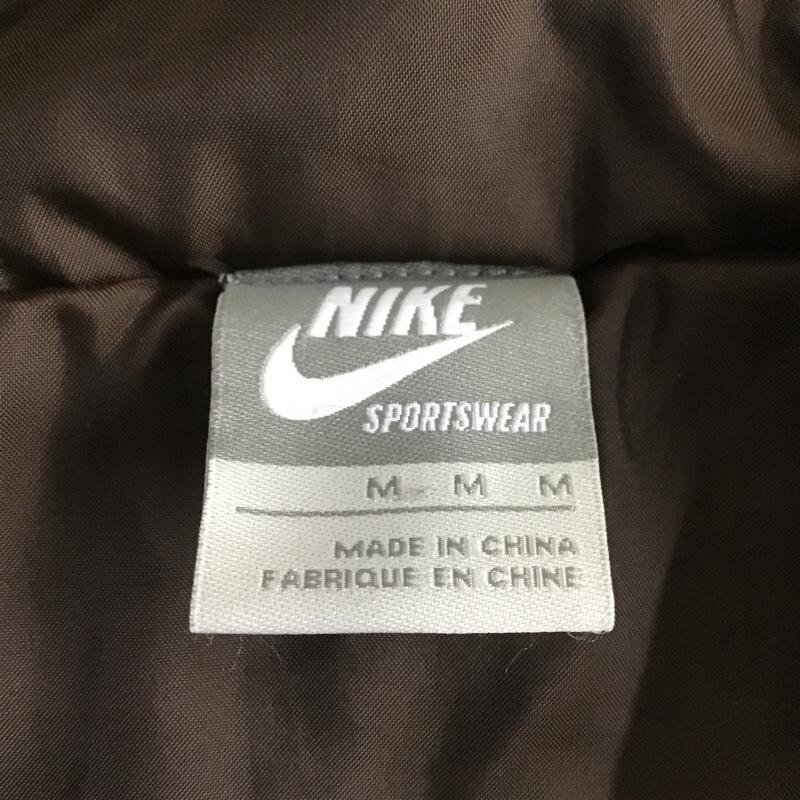 NIKE
SPORTSWEAR
M M M
MADE IN CHINA
FABRIQUE EN CHINE